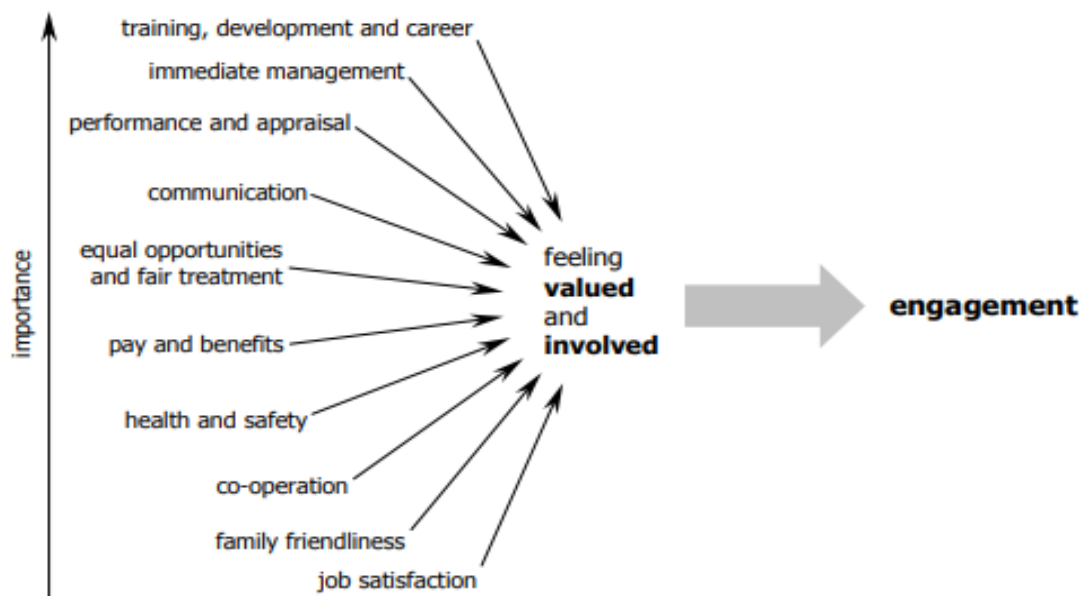 training, development and career
immediate management
performance and appraisal
communication
equal opportunities
and fair treatment
pay and benefits
health and safety
co-operation
family friendliness
job satisfaction
importance
feeling
valued
and
involved
engagement